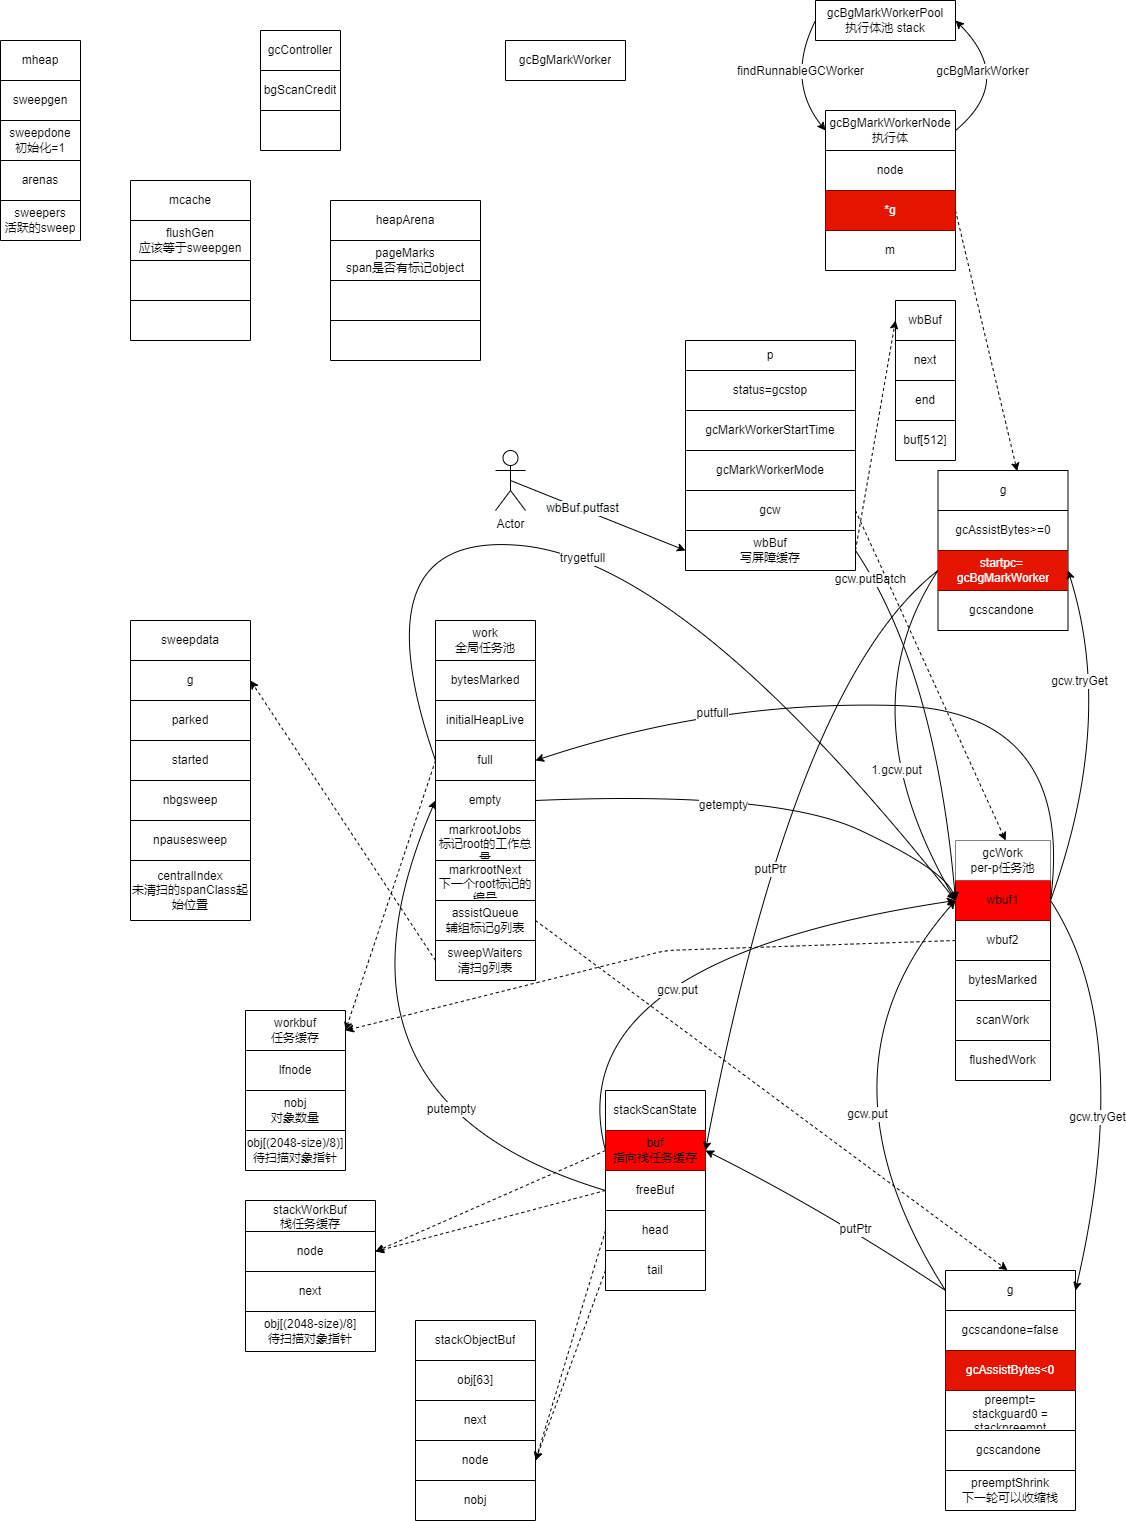 gcBgMarkWorkerPool
执行体池 stack
findRunnableGCWorker
gcBgMarkWorker
gcBgMarkWorkerNode
执行体
node
*g
m
mheap
sweepgen
sweepdone
初始化=1
arenas
sweepers
活跃的sweep
gcController
bgScanCredit
gcBgMarkWorker
mcache
flushGen
应该等于sweepgen
heapArena
pageMarks
span是否有标记object
wbBuf
next
end
buf[512]
p
status=gcstop
gcMarkWorkerStartTime
gcMarkWorkerMode
gcw
wbBuf
写屏障缓存
Actor
wbBuf.putfast
trygetfull
gcw.putBatch
g
gcAssistBytes>=0
startpc=
gcBgMarkWorker
gcscandone
gcw.tryGet
sweepdata
g
parked
started
nbgsweep
npausesweep
centralIndex
未清扫的spanClass起
始位置
work
全局任务池
bytesMarked
initialHeapLive
full
empty
markrootJobs
标记root的工作总
量
markrootNext
下一个root标记的
编号
assistQueue
辅组标记g列表
sweepWaiters
清扫g列表
putfull
getempty
1.gcw.put
putPtr
gcWork
per-p任务池
wbuf1
wbuf2
bytesMarked
scanWork
flushedWork
gcw.put
workbuf
任务缓存
lfnode
nobj
对象数量
obj[(2048-size)/8)]
待扫描对象指针
putempty
stackScanState
buf
指向栈任务缓存
freeBuf
head
tail
gcw.put
gcw.tryGet
putPtr
stackWorkBuf
栈任务缓存
node
next
obj[(2048-size)/8]
待扫描对象指针
stackObjectBuf
obj[63]
next
node
nobj
g
gcscandone=false
gcAssistBytes<0
preempt=
stackguard0 =
stackpreempt
gcscandone
preemptShrink
下一轮可以收缩栈